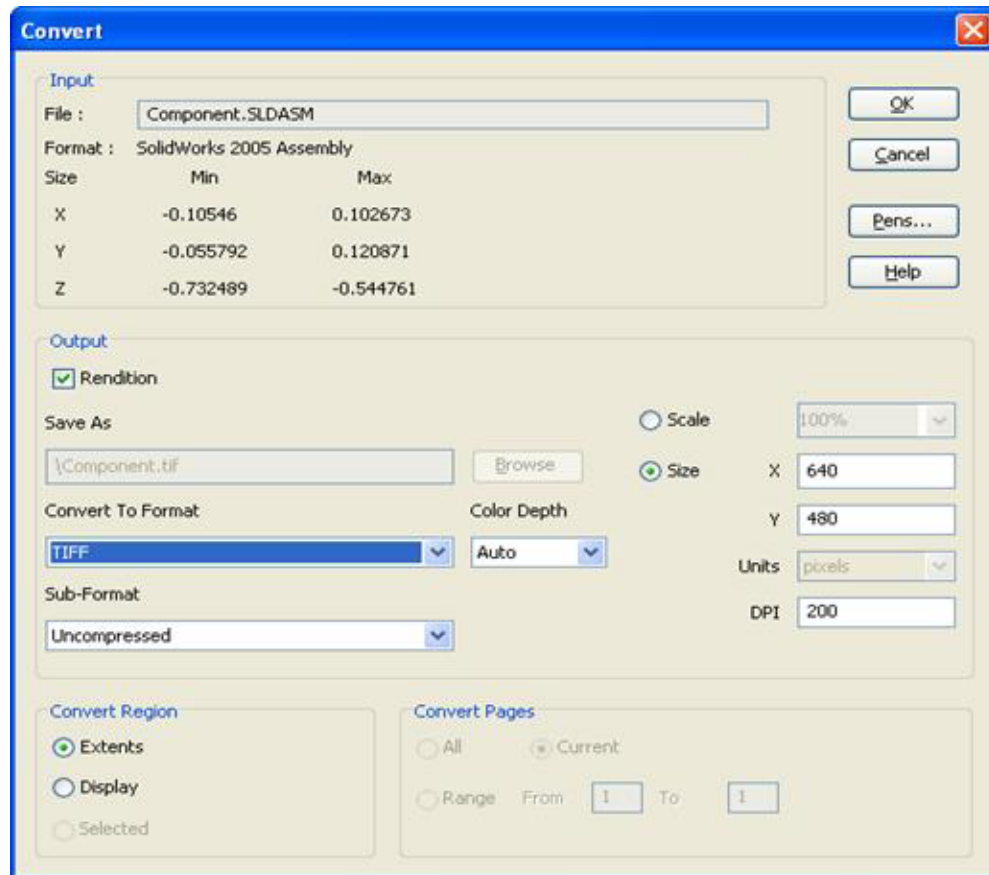 Convert
Input
File : Component.SLDASM
OK
Format : SolidWorks 2005 Assembly
Cancel
Size Min Max
X -0.10546 0.102673
Pens...
Y -0.055792 0.120871
Help
Z -0.732489 -0.544761
Output
Rendition
Save As
Scale 100%
\Component.tif Browse
Size X 640
Convert To Format Color Depth
Y 480
TIFF Auto
Units pixels
Sub-Format
DPI 200
Uncompressed
Convert Region
Extents
Display
Selected
Convert Pages
All Current
Range From 1 To 1